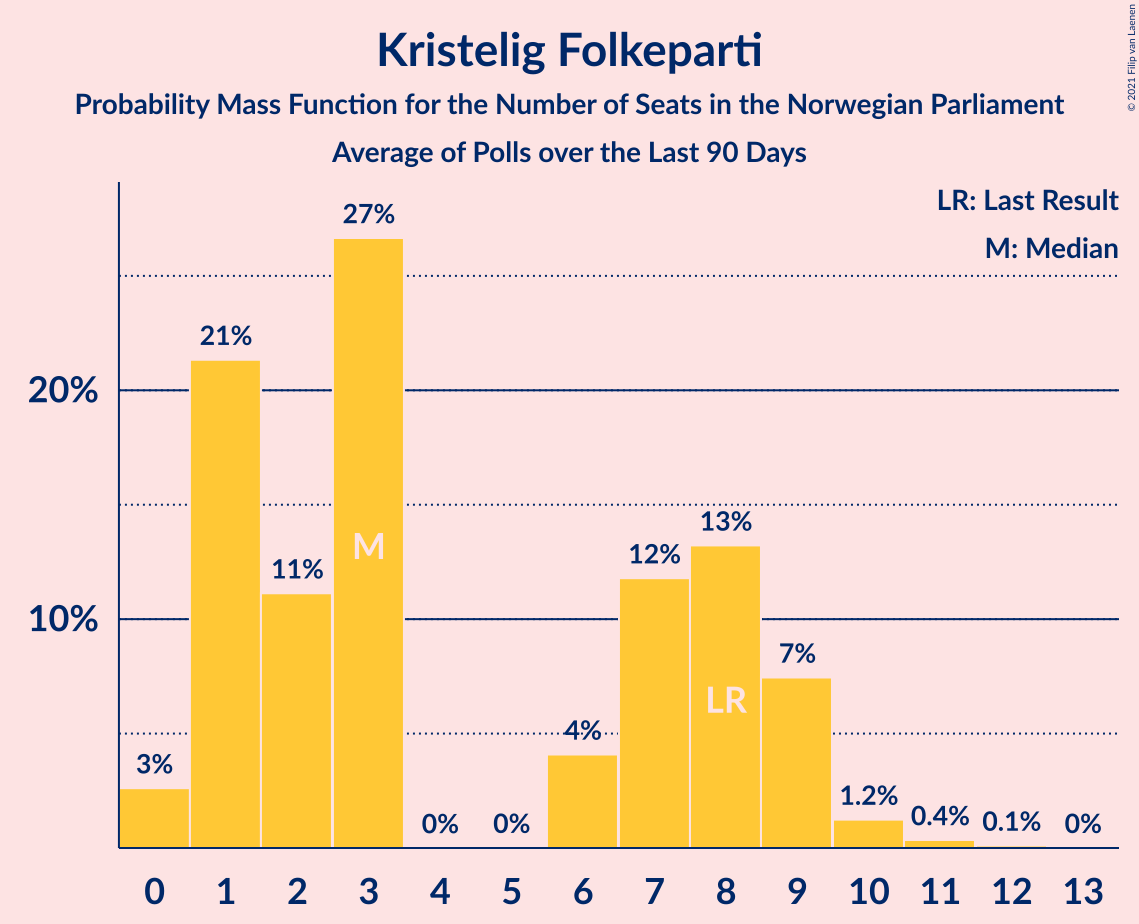 Kristelig Folkeparti
Probability Mass Function for the Number of Seats in the Norwegian Parliament
Average of Polls over the Last 90 Days
© 2021 Filip van Laenen
LR: Last Result
M: Median
27%
21%
20%
13%
12%
11%
M
10%
7%
LR
4%
3%
1.2%
0.4%
0.1%
0%
0%
0%
0 1 2 3 4 5 6 7 8 9 10 11 12 13